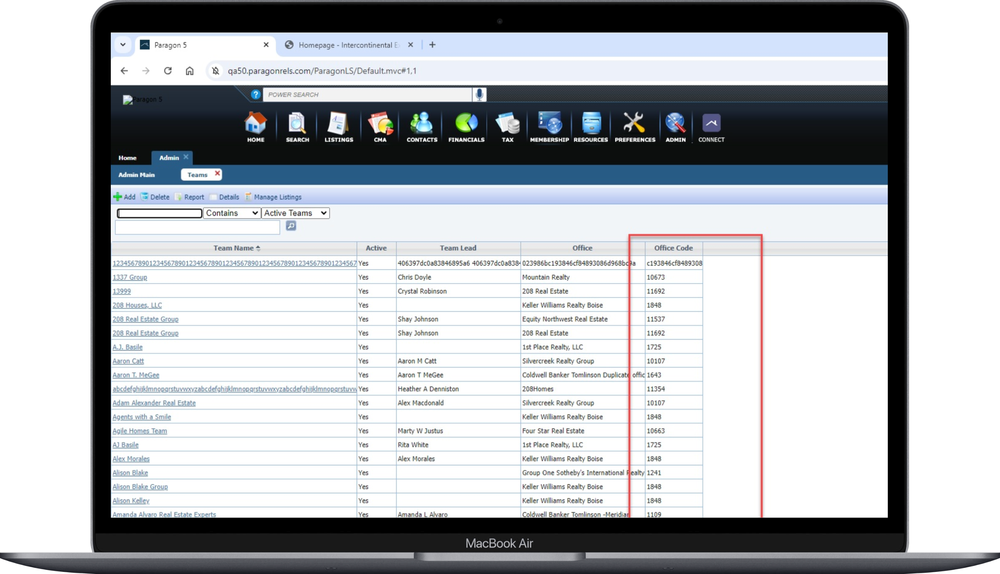 Paragon 5
Homepage - Intercontinental E
qa50.paragonrels.com/ParagonLS/Default.mvc#1,1
Paragon 5
? POWER SEARCH
HOME SEARCH LISTINGS CMA CONTACTS FINANCIALS TAX MEMBERSHIP RESOURCES PREFERENCES ADMIN CONNECT
Home Admin
Admin Main Teams
Add Delete Report Details Manage Listings
Contains Active Teams
Team Name Active Team Lead Office Office Code
1234567890123456789012345678901234567890123456789012345678901234567 Yes 406397dc0a83846895a6 406397dc0a838 023986bc193846cf84893086d968bc9a c193846cf8489308
1337 Group Yes Chris Doyle Mountain Realty 10673
13999 Yes Crystal Robinson 208 Real Estate 11692
208 Houses, LLC Yes Keller Williams Realty Boise 1848
208 Real Estate Group Yes Shay Johnson Equity Northwest Real Estate 11537
208 Real Estate Group Yes Shay Johnson 208 Real Estate 11692
A.J. Basile Yes 1st Place Realty, LLC 1725
Aaron Catt Yes Aaron M Catt Silvercreek Realty Group 10107
Aaron T. MeGee Yes Aaron T MeGee Coldwell Banker Tomlinson Duplicate offic 1643
abcdefghijklmnopqrstuvwxyzabcdefghijklmnopqrstuvwxyzabcdefghijklmnopqrstuvw Yes Heather A Denniston 208Homes 11354
Adam Alexander Real Estate Yes Alex Macdonald Silvercreek Realty Group 10107
Agents with a Smile Yes Keller Williams Realty Boise 1848
Agile Homes Team Yes Marty W Justus Four Star Real Estate 10663
AJ Basile Yes Rita White 1st Place Realty, LLC 1725
Alex Morales Yes Alex Morales Keller Williams Realty Boise 1848
Alison Blake Yes Group One Sotheby's International Realty 1241
Alison Blake Group Yes Keller Williams Realty Boise 1848
Alison Kelley Yes Keller Williams Realty Boise 1848
Amanda Alvaro Real Estate Experts Yes Amanda L Alvaro Coldwell Banker Tomlinson -Meridian 1109
MacBook Air